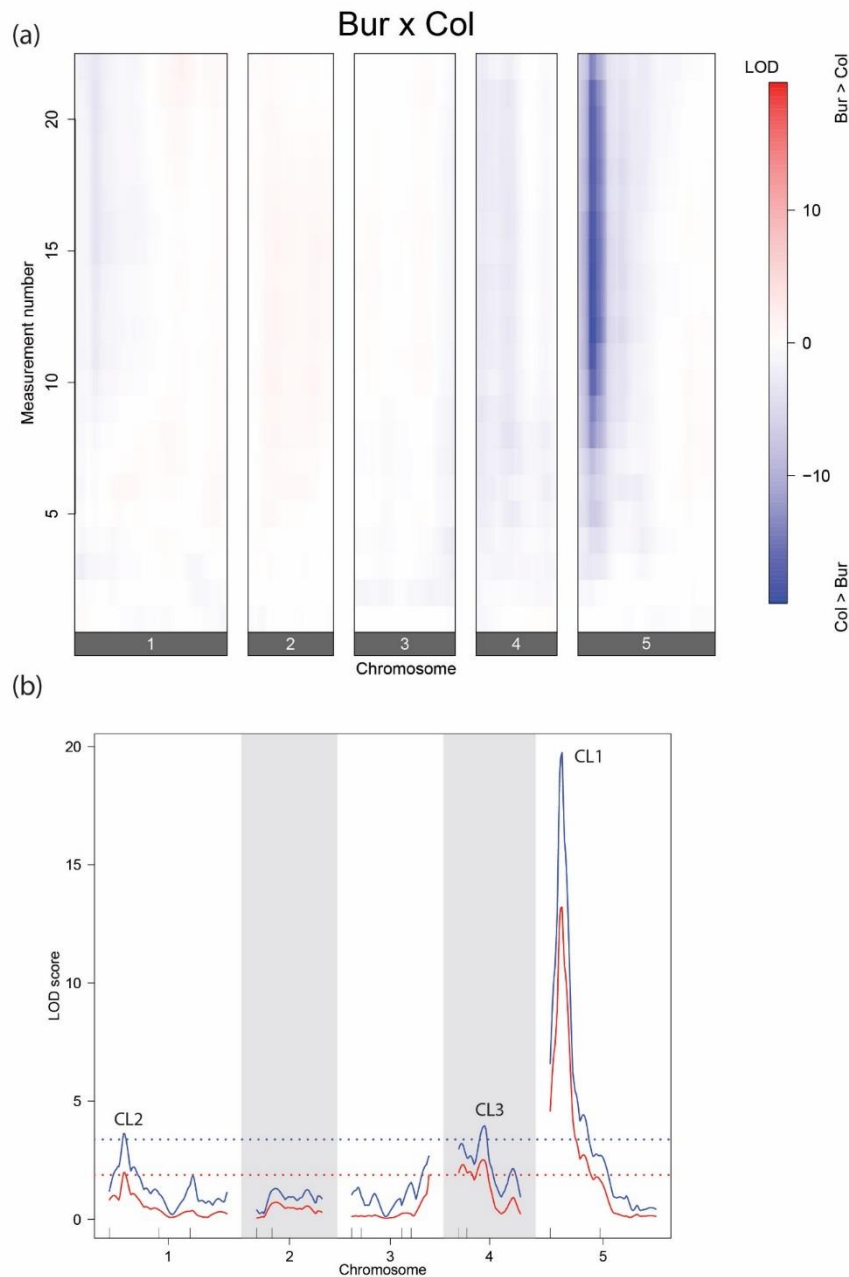 (a)
Bur x Col
LOD
Bur > Col
20
15
10
5
Measurement number
10
0
−10
Col > Bur
1 2 3 4 5
Chromosome
(b)
20
15
10
5
0
LOD score
CL1
CL2
CL3
1 2 3 4 5
Chromosome